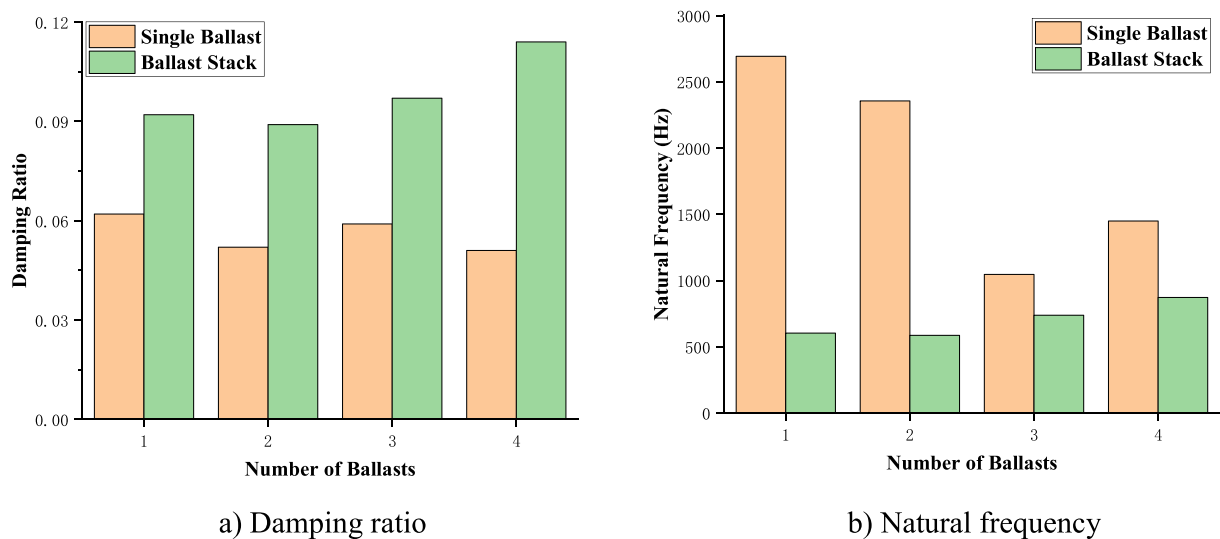 0.12
0.09
0.06
0.03
0.00
Damping Ratio
Single Ballast
Ballast Stack
1 2 3 4
Number of Ballasts
a) Damping ratio
3000
2500
2000
1500
1000
500
0
Natural Frequency (Hz)
Single Ballast
Ballast Stack
1 2 3 4
Number of Ballasts
b) Natural frequency